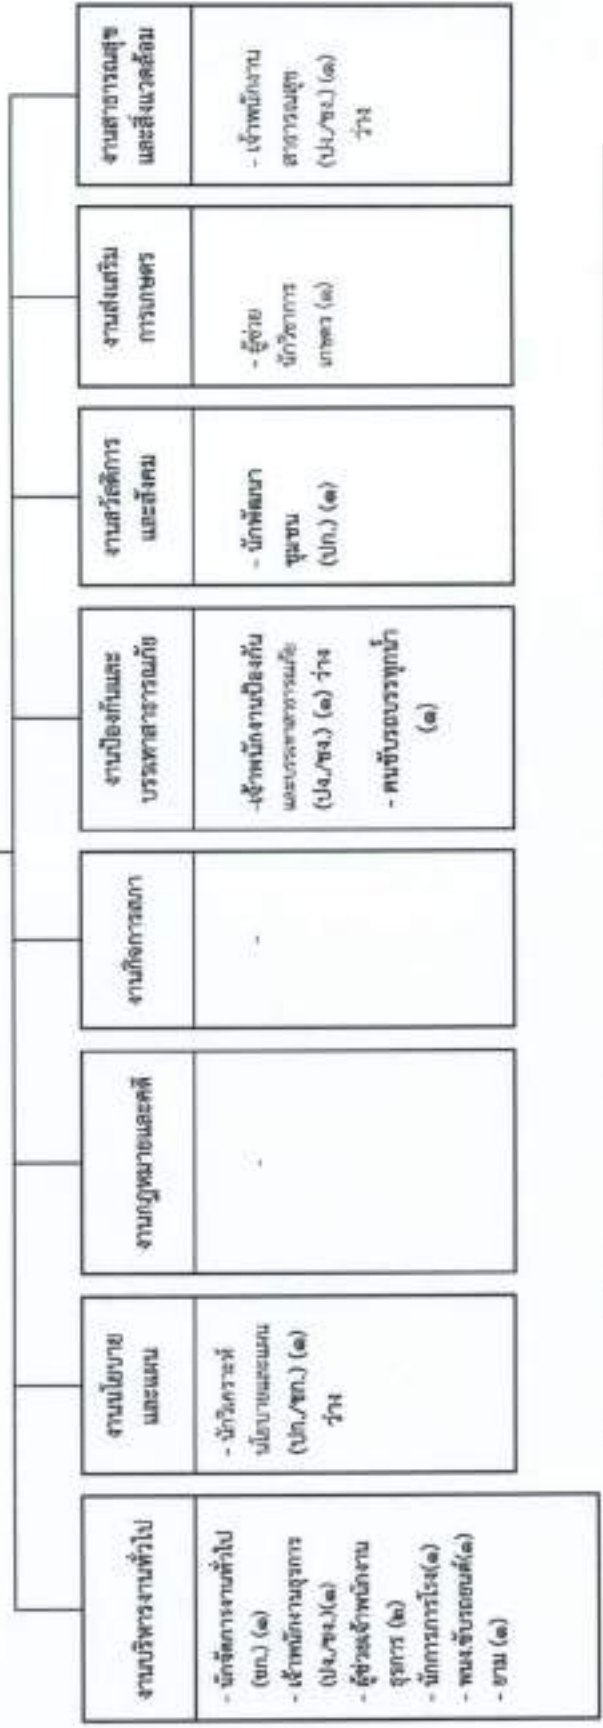 งานบริหารงานทั่วไป
- นักจัดการงานทั่วไป
(ชก.) (๑)
- เจ้าพนักงานธุรการ
(ปง./ชง.)(๑)
- ผู้ช่วยเจ้าพนักงาน
ธุรการ (๒)
- นักการภารโรง(๑)
- พนง.ขับรถยนต์(๑)
- ยาม (๑)
งานนโยบาย
และแผน
- นักวิเคราะห์
นโยบายและแผน
(ปก./ชก.) (๑)
ว่าง
งานกฎหมายและคดี
-
งานกิจการสภา
-
งานป้องกันและ
บรรเทาสาธารณภัย
-เจ้าพนักงานป้องกัน
และบรรเทาสาธารณภัย
(ปง./ชง.) (๑) ว่าง
- คนขับรถบรรทุกน้ำ
(๑)
งานสวัสดิการ
และสังคม
- นักพัฒนา
ชุมชน
(ปก.) (๑)
งานส่งเสริม
การเกษตร
- ผู้ช่วย
นักวิชาการ
เกษตร (๑)
งานสาธารณสุข
และสิ่งแวดล้อม
- เจ้าพนักงาน
สาธารณสุข
(ปง./ชง.) (๑)
ว่าง